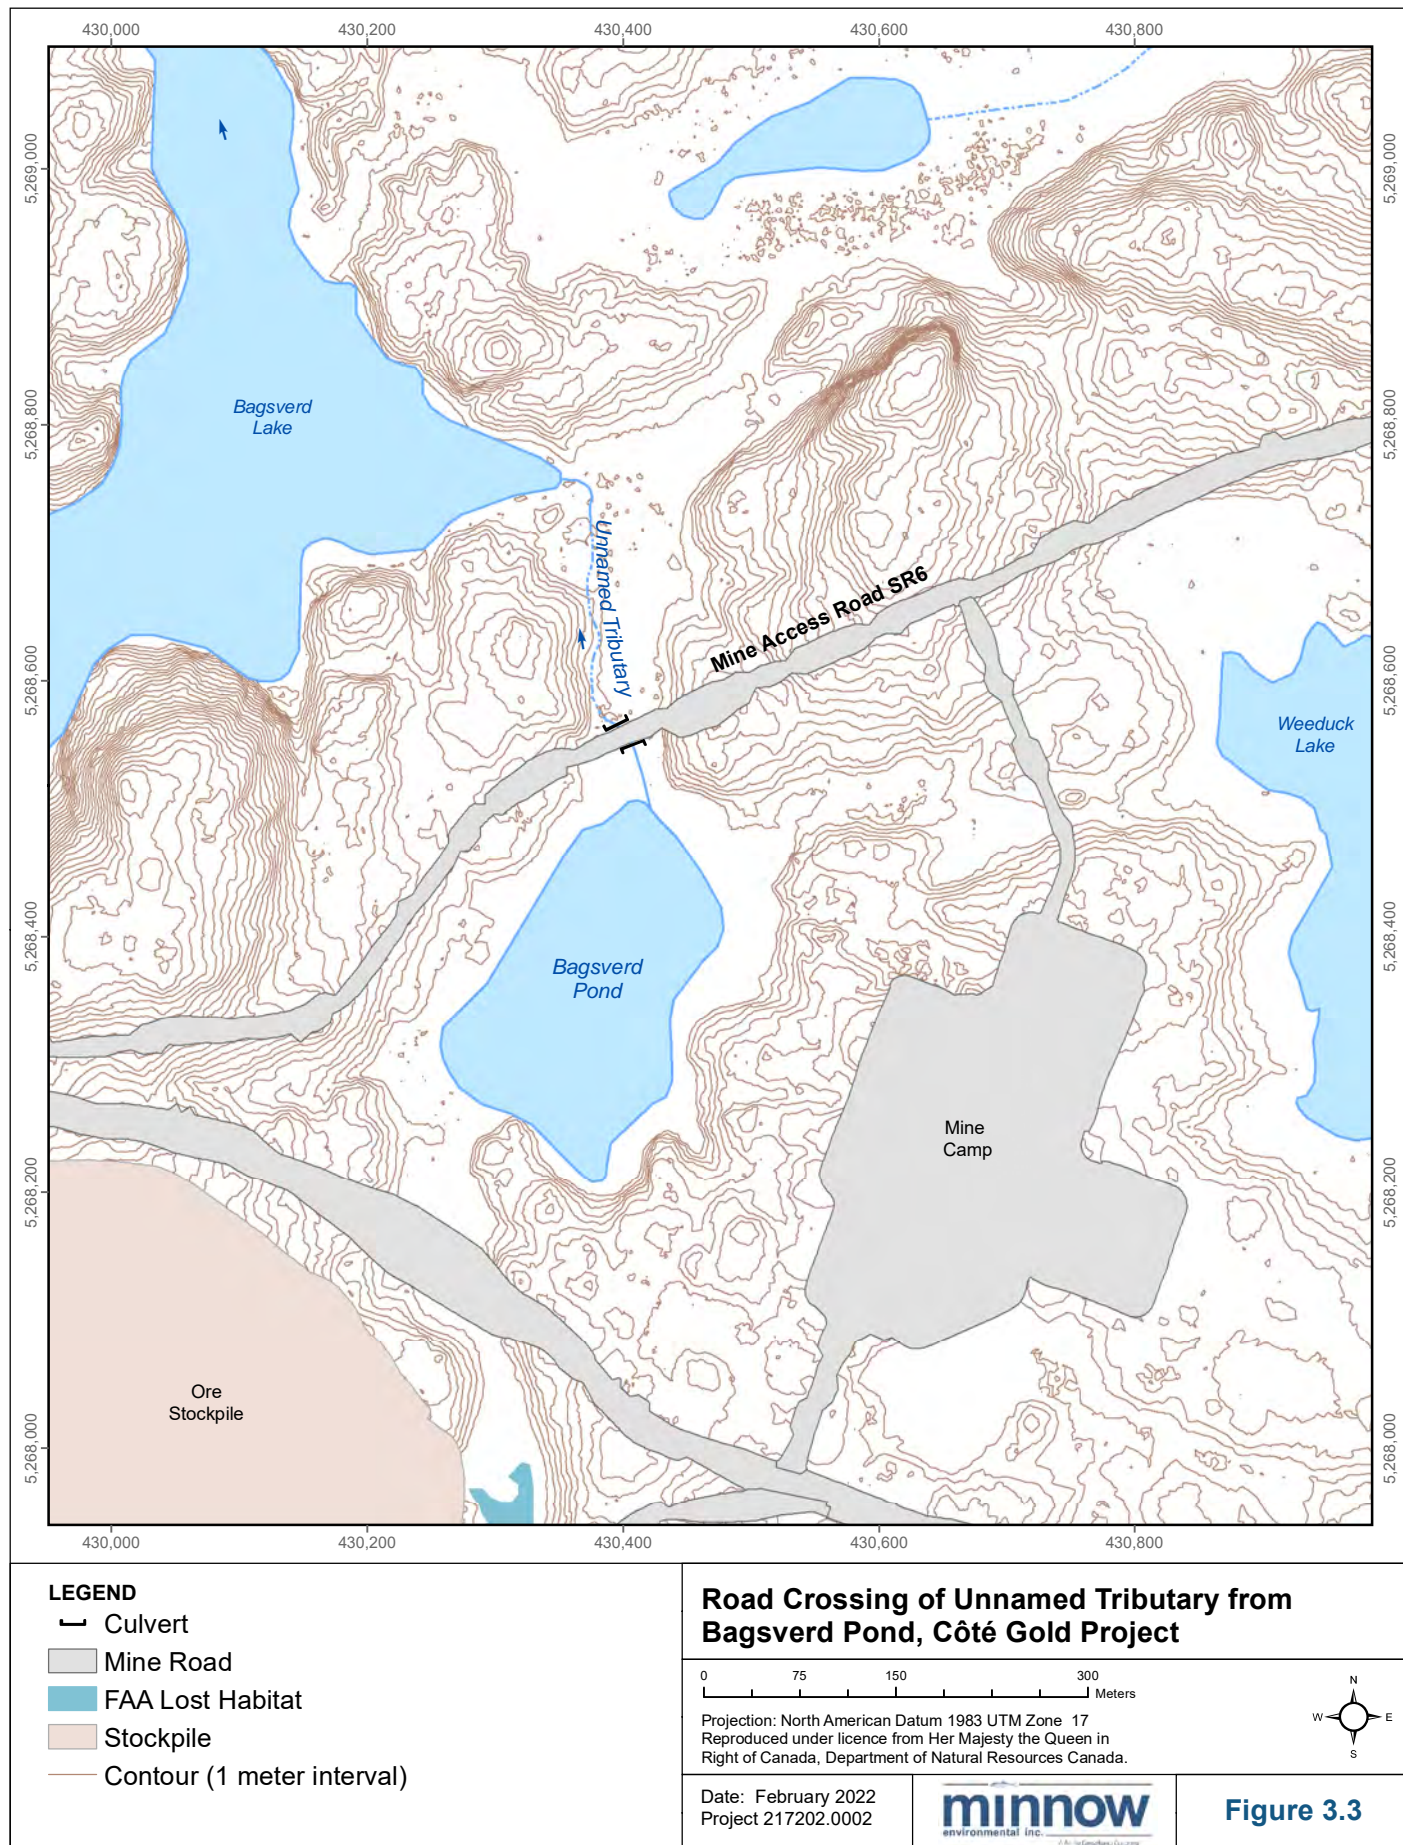 430,000 430,200 430,400 430,600 430,800
5,269,000 5,269,000
5,268,800 5,268,800
5,268,600 5,268,600
5,268,400 5,268,400
5,268,200 5,268,200
5,268,000 5,268,000
Bagsverd
Lake
Unnamed Tributary
Mine Access Road SR6
Weeduck
Lake
Bagsverd
Pond
Mine
Camp
Ore
Stockpile
430,000 430,200 430,400 430,600 430,800
LEGEND
Culvert
Mine Road
FAA Lost Habitat
Stockpile
Contour (1 meter interval)
Road Crossing of Unnamed Tributary from
Bagsverd Pond, Côté Gold Project
0 75 150 300
Meters
Projection: North American Datum 1983 UTM Zone 17
Reproduced under licence from Her Majesty the Queen in
Right of Canada, Department of Natural Resources Canada.
N
W E
S
Date: February 2022
Project 217202.0002
minnow
environmental inc.
Figure 3.3